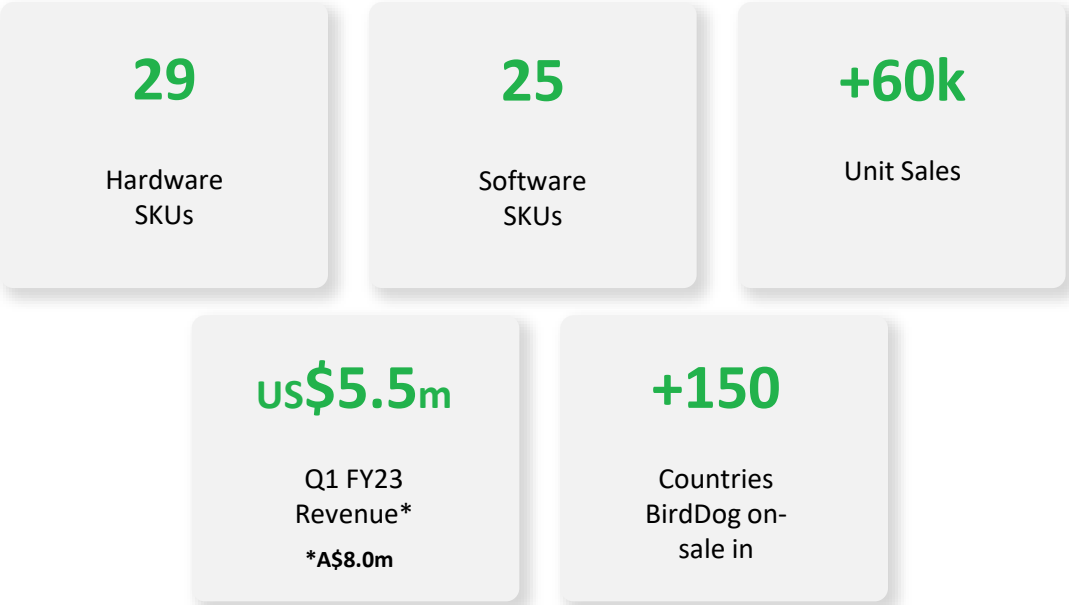 29
Hardware
SKUs
25
Software
SKUs
+60k
Unit Sales
US$5.5m
Q1 FY23
Revenue*
*A$8.0m
+150
Countries
BirdDog on-
sale in